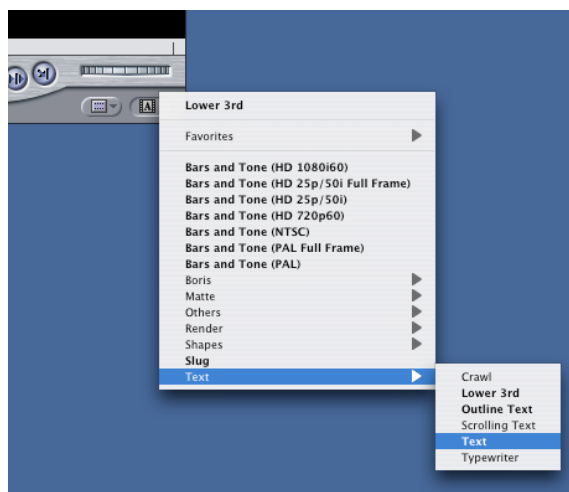 A
Lower 3rd
Favorites
Bars and Tone (HD 1080i60)
Bars and Tone (HD 25p/50i Full Frame)
Bars and Tone (HD 25p/50i)
Bars and Tone (HD 720p60)
Bars and Tone (NTSC)
Bars and Tone (PAL Full Frame)
Bars and Tone (PAL)
Boris
Matte
Others
Render
Shapes
Slug
Text
Crawl
Lower 3rd
Outline Text
Scrolling Text
Text
Typewriter